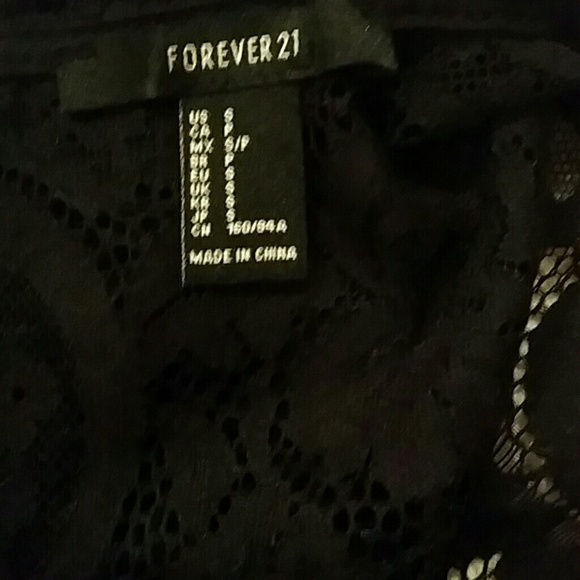 FOREVER 21
US S
CA P
MX S/P
BR P
EU S
UK S
KR S
JP S
CN 160/84A
MADE IN CHINA